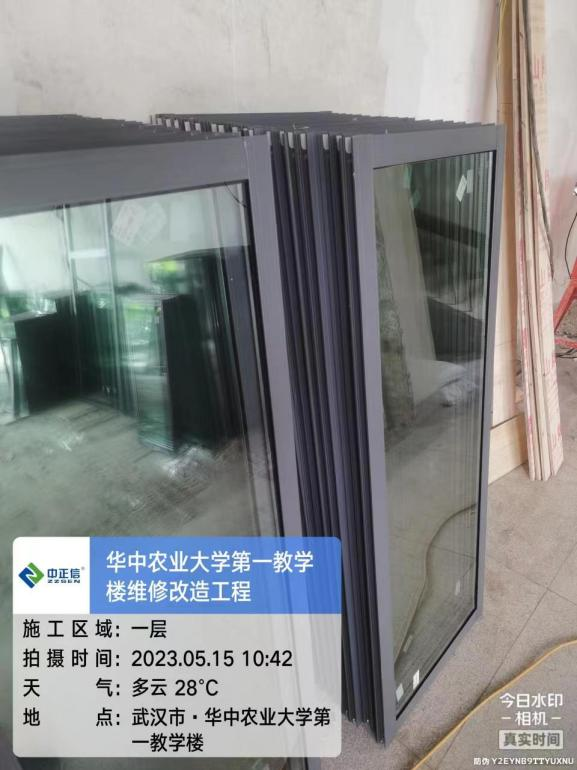 中正信®
ZZSEN
华中农业大学第一教学
楼维修改造工程
施工区域：一层
拍摄时间：2023.05.15 10:42
天气：多云 28℃
地点：武汉市·华中农业大学第
一教学楼
今日水印
-相机-
真实时间
防伪 Y2EYNB9TTYUXNU